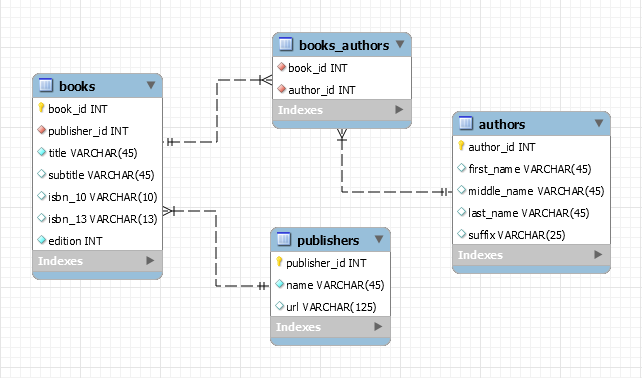 books
book_id INT
publisher_id INT
title VARCHAR(45)
subtitle VARCHAR(45)
isbn_10 VARCHAR(10)
isbn_13 VARCHAR(13)
edition INT
Indexes
books_authors
book_id INT
author_id INT
Indexes
authors
author_id INT
first_name VARCHAR(45)
middle_name VARCHAR(45)
last_name VARCHAR(45)
suffix VARCHAR(25)
Indexes
publishers
publisher_id INT
name VARCHAR(45)
url VARCHAR(125)
Indexes